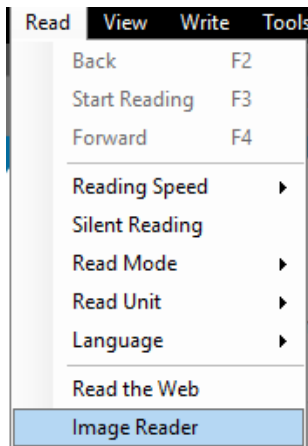 Read View Write Tools
Back F2
Start Reading F3
Forward F4
Reading Speed
Silent Reading
Read Mode
Read Unit
Language
Read the Web
Image Reader